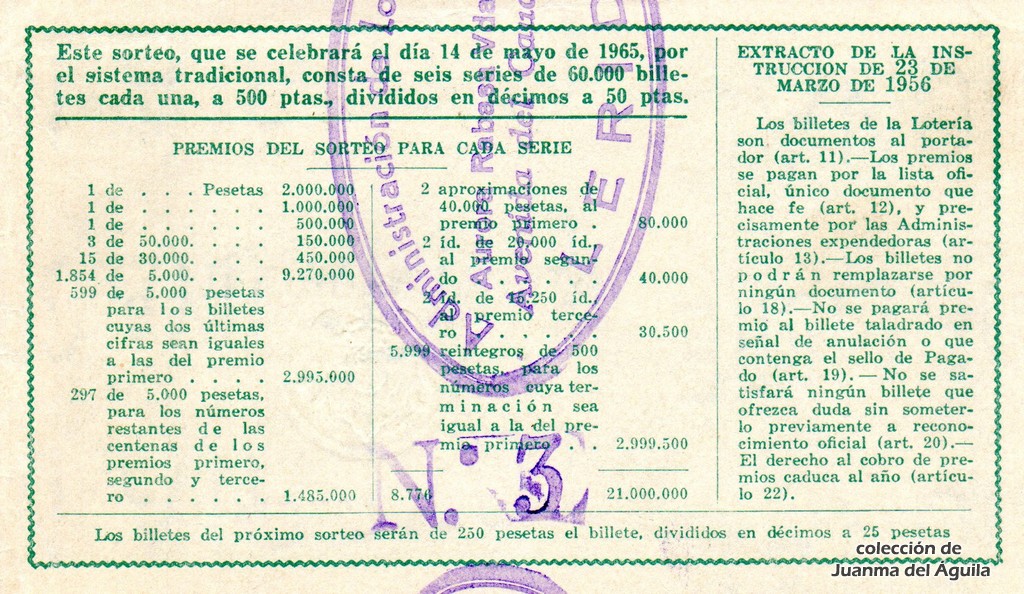 Este sorteo, que se celebrará el día 14 de mayo de 1965, por
el sistema tradicional, consta de seis series de 60.000 bille-
tes cada una, a 500 ptas., divididos en décimos a 50 ptas.
PREMIOS DEL SORTEO PARA CADA SERIE
1 de . . . Pesetas 2.000.000
1 de . . . . . . . 1.000.000
1 de . . . . . . . 500.000
3 de 50.000. . . . . 150.000
15 de 30.000. . . . . 450.000
1.854 de 5.000. . . . . 9.270.000
599 de 5.000 pesetas
para los billetes
cuyas dos últimas
cifras sean iguales
a las del premio
primero . . . . . 2.995.000
297 de 5.000 pesetas,
para los números
restantes de las
centenas de los
premios primero,
segundo y terce-
ro . . . . . . 1.485.000
2 aproximaciones de
40.000 pesetas, al
premio primero . 80.000
2 íd. de 20.000 íd.,
al premio segun-
do . . . . . . . 40.000
2 íd. de 15.250 íd.,
al premio terce-
ro . . . . . . . 30.500
5.999 reintegros de 500
pesetas, para los
números cuya ter-
minación sea
igual a la del pre-
mio primero . . 2.999.500
8.776 21.000.000
EXTRACTO DE LA INS-
TRUCCION DE 23 DE
MARZO DE 1956
Los billetes de la Lotería
son documentos al porta-
dor (art. 11).—Los premios
se pagan por la lista ofi-
cial, único documento que
hace fe (art. 12), y pre-
cisamente por las Adminis-
traciones expendedoras (ar-
tículo 13).—Los billetes no
podrán remplazarse por
ningún documento (artícu-
lo 18).—No se pagará pre-
mio al billete taladrado en
señal de anulación o que
contenga el sello de Paga-
do (art. 19).—No se sa-
tisfará ningún billete que
ofrezca duda sin someter-
lo previamente a recono-
cimiento oficial (art. 20).—
El derecho al cobro de pre-
mios caduca al año (artícu-
lo 22).
Los billetes del próximo sorteo serán de 250 pesetas el billete, divididos en décimos a 25 pesetas
Administración de
Aurora Rabasa
Avenida del
LÉRID
N.º 3
colección de
Juanma del Águila